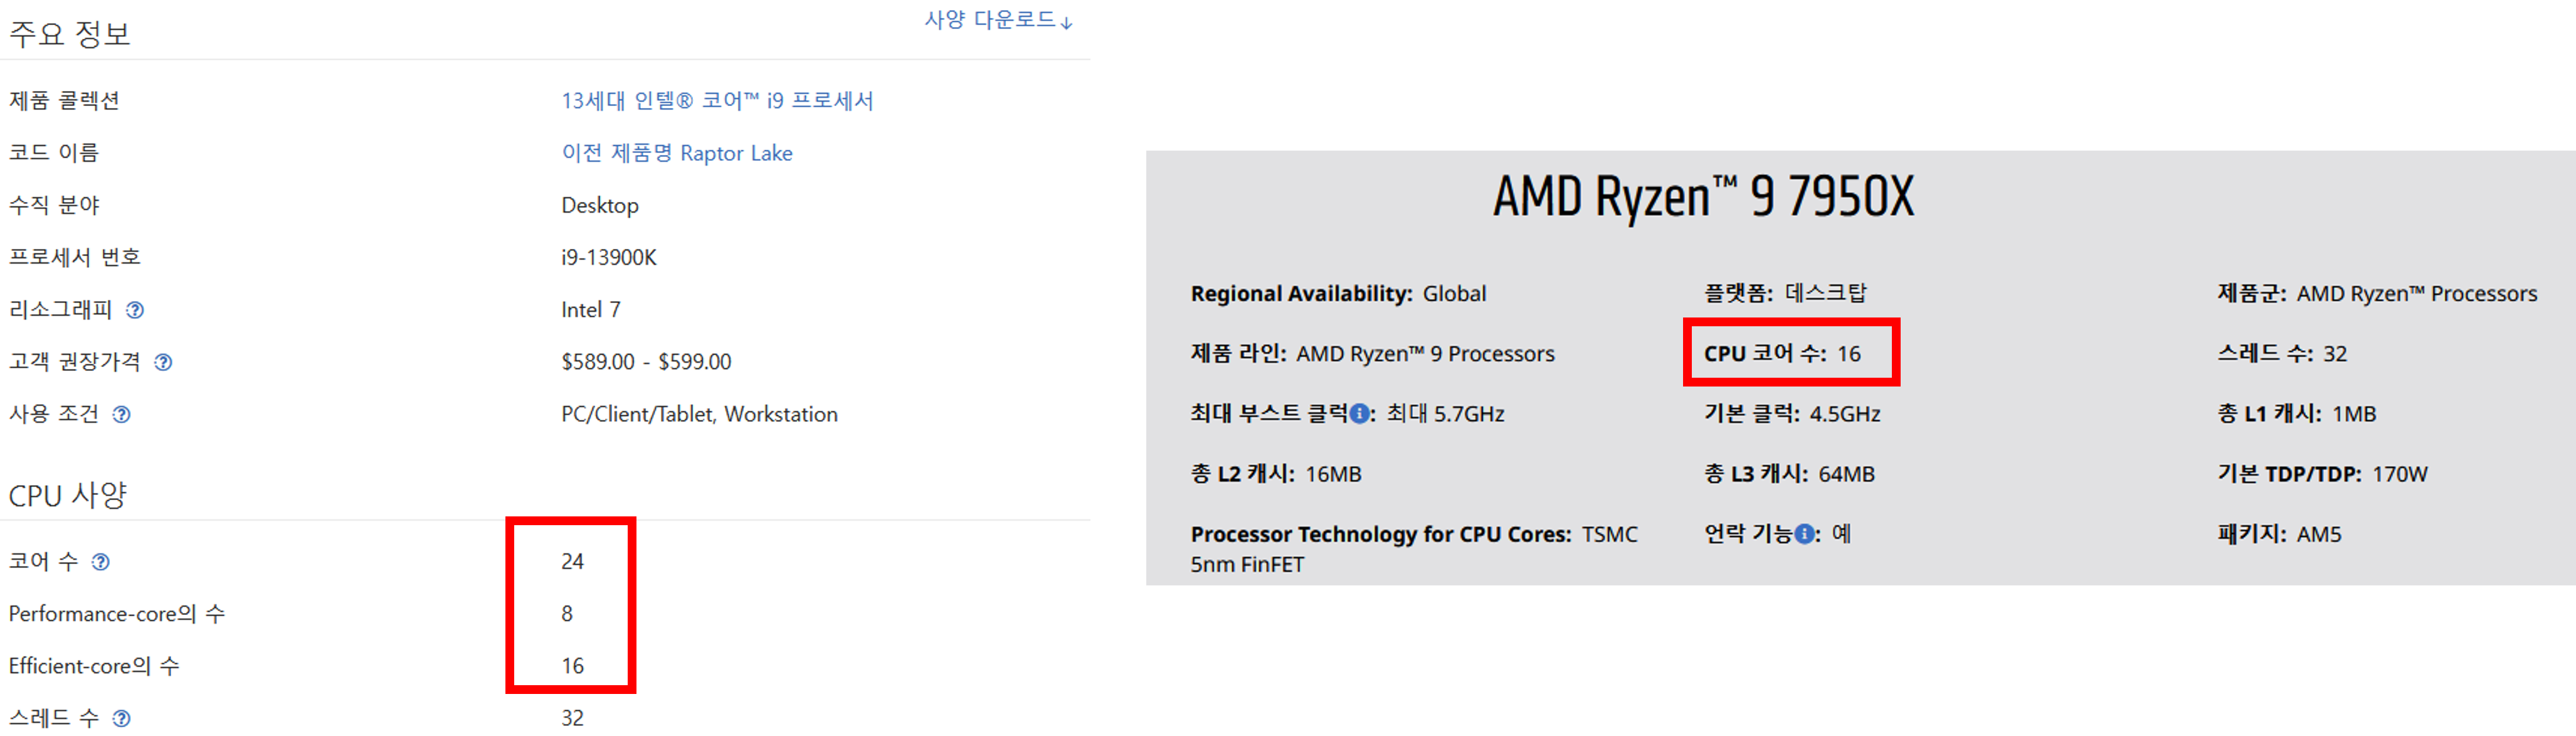 주요 정보
사양 다운로드↓
제품 콜렉션 13세대 인텔® 코어™ i9 프로세서
코드 이름 이전 제품명 Raptor Lake
수직 분야 Desktop
프로세서 번호 i9-13900K
리소그래피 ? Intel 7
고객 권장가격 ? $589.00 - $599.00
사용 조건 ? PC/Client/Tablet, Workstation
CPU 사양
코어 수 ? 24
Performance-core의 수 8
Efficient-core의 수 16
스레드 수 ? 32
AMD Ryzen™ 9 7950X
Regional Availability: Global 플랫폼: 데스크탑 제품군: AMD Ryzen™ Processors
제품 라인: AMD Ryzen™ 9 Processors CPU 코어 수: 16 스레드 수: 32
최대 부스트 클럭i: 최대 5.7GHz 기본 클럭: 4.5GHz 총 L1 캐시: 1MB
총 L2 캐시: 16MB 총 L3 캐시: 64MB 기본 TDP/TDP: 170W
Processor Technology for CPU Cores: TSMC 언락 기능i: 예 패키지: AM5
5nm FinFET